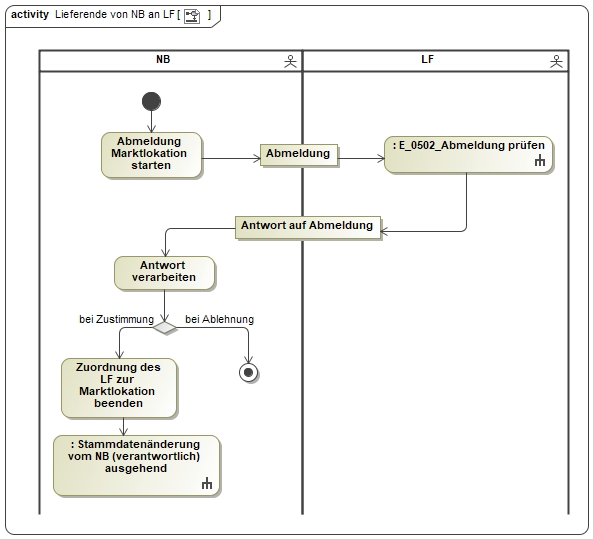 activity Lieferende von NB an LF [ ]
NB
LF
Abmeldung
Marktlokation
starten
Abmeldung
: E_0502_Abmeldung prüfen
Antwort auf Abmeldung
Antwort
verarbeiten
bei Zustimmung
bei Ablehnung
Zuordnung des
LF zur
Marktlokation
beenden
: Stammdatenänderung
vom NB (verantwortlich)
ausgehend